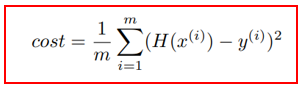 cost = \frac{1}{m} \sum_{i=1}^{m} (H(x^{(i)}) - y^{(i)})^2